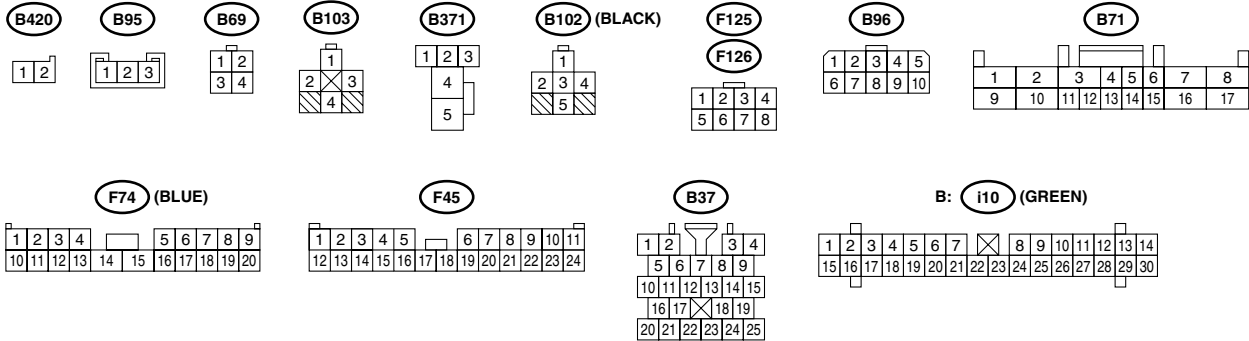 B420 B95 B69 B103 B371 B102 (BLACK) F125 B96 B71
F126
1 2
1 2 3
1 2
3 4
1
2 3
4
1 2 3
4
5
1
2 3 4
5
1 2 3 4
5 6 7 8
1 2 3 4 5
6 7 8 9 10
1 2 3 4 5 6 7 8
9 10 11 12 13 14 15 16 17
F74 (BLUE) F45 B37 B: i10 (GREEN)
1 2 3 4 5 6 7 8 9
10 11 12 13 14 15 16 17 18 19 20
1 2 3 4 5 6 7 8 9 10 11
12 13 14 15 16 17 18 19 20 21 22 23 24
1 2 3 4
5 6 7 8 9
10 11 12 13 14 15
16 17 18 19
20 21 22 23 24 25
1 2 3 4 5 6 7 8 9 10 11 12 13 14
15 16 17 18 19 20 21 22 23 24 25 26 27 28 29 30